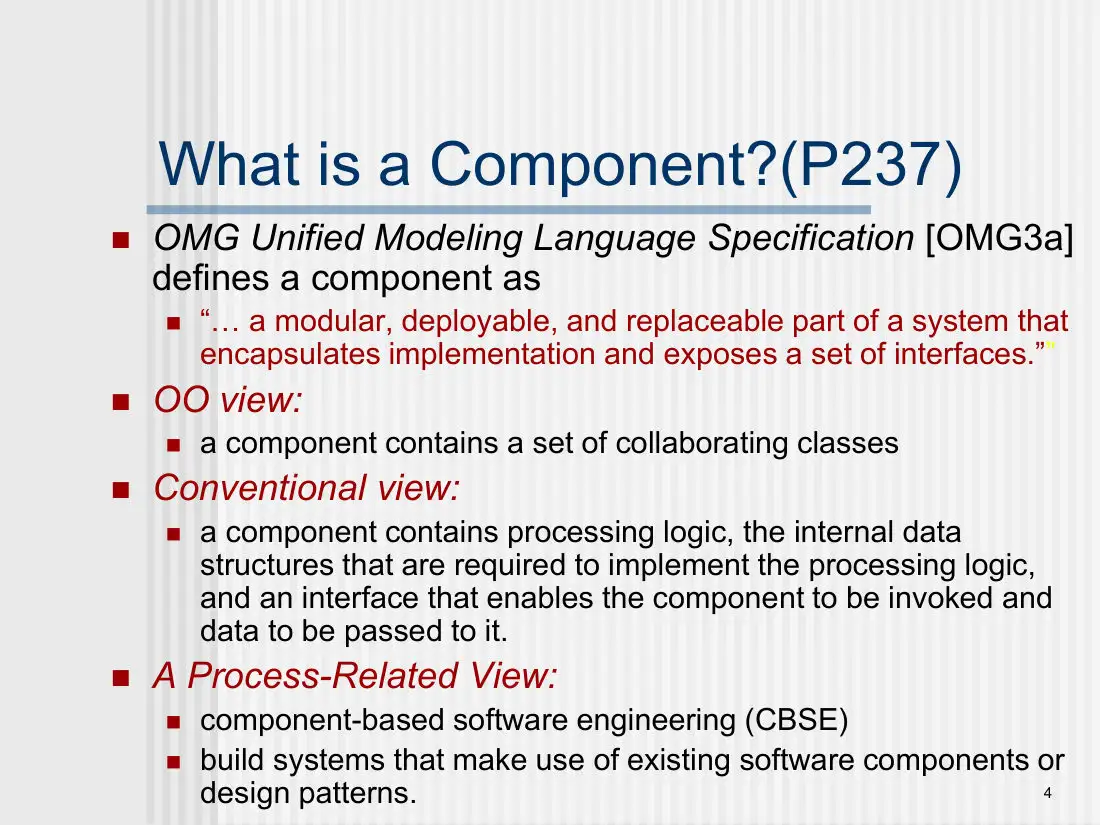 What is a Component?(P237)
OMG Unified Modeling Language Specification [OMG3a]
defines a component as
“… a modular, deployable, and replaceable part of a system that
encapsulates implementation and exposes a set of interfaces.””
OO view:
a component contains a set of collaborating classes
Conventional view:
a component contains processing logic, the internal data
structures that are required to implement the processing logic,
and an interface that enables the component to be invoked and
data to be passed to it.
A Process-Related View:
component-based software engineering (CBSE)
build systems that make use of existing software components or
design patterns.
4